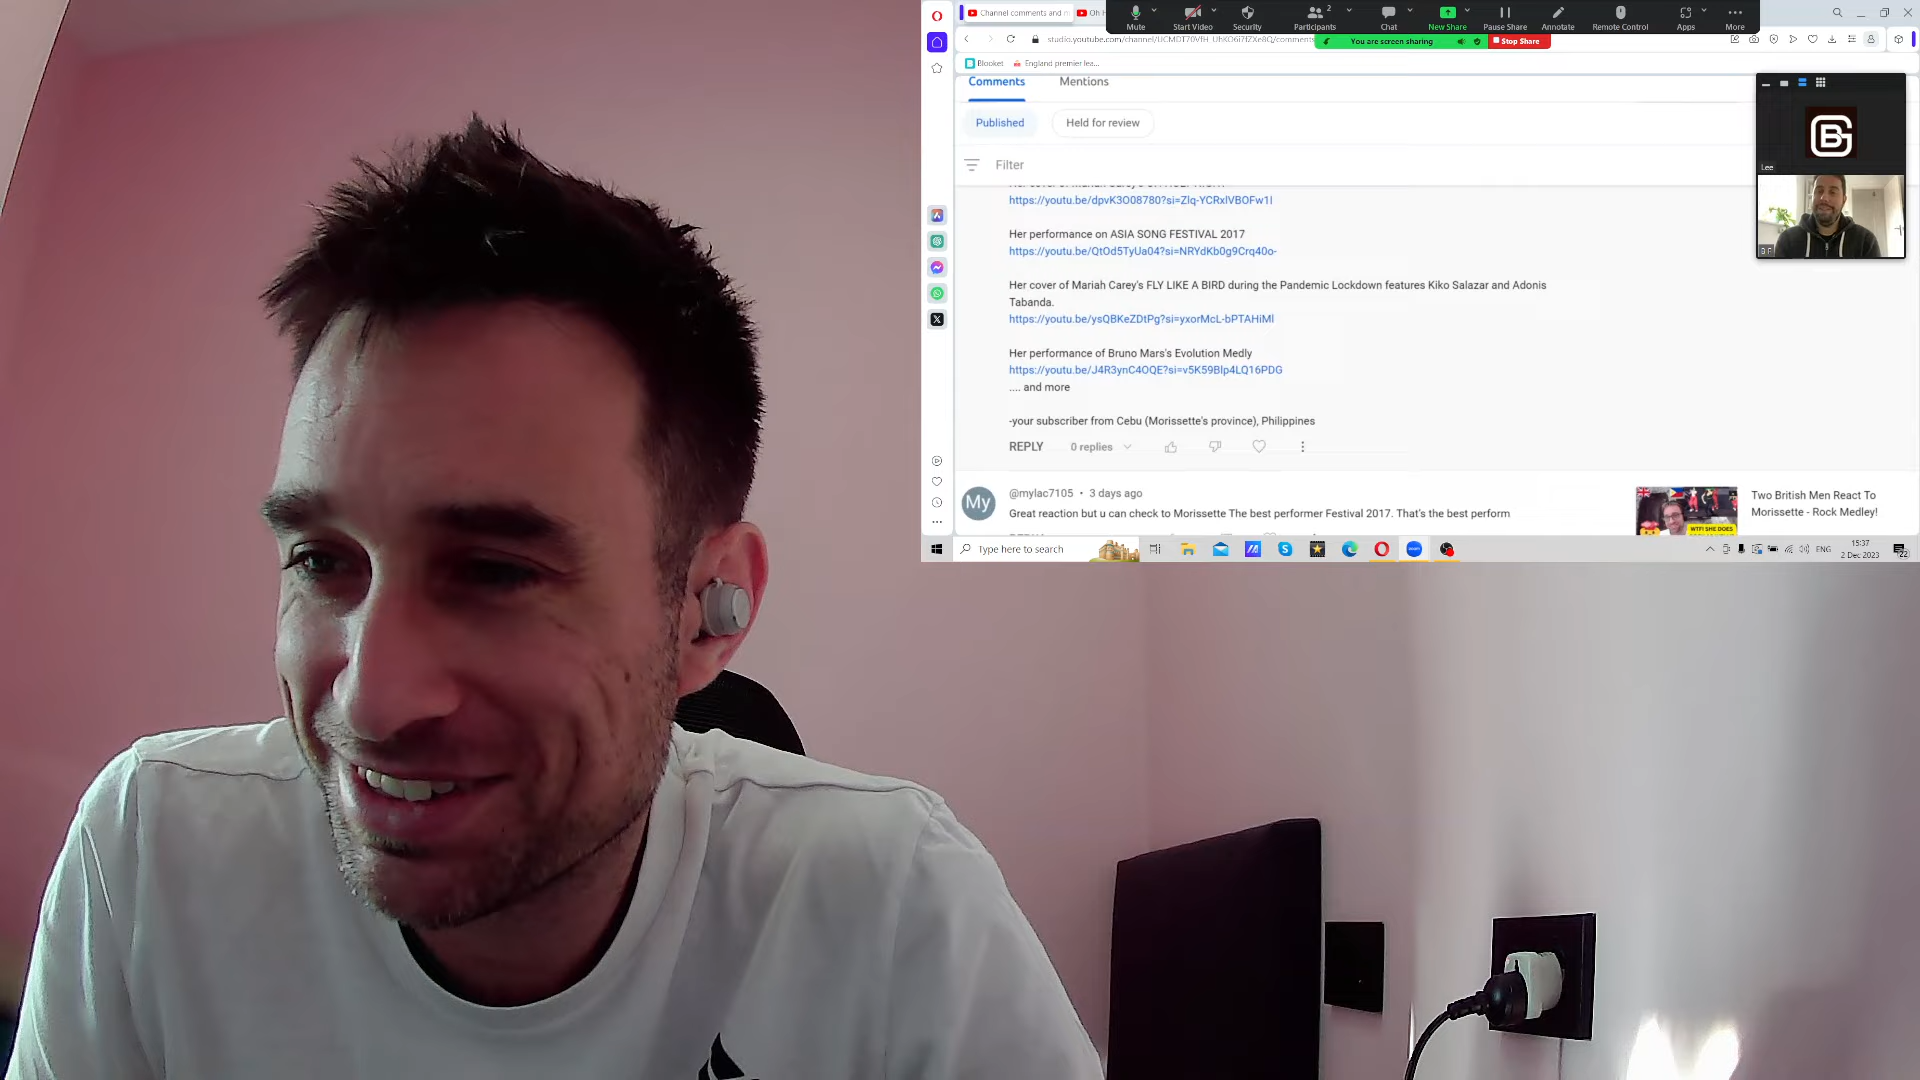 Channel comments and m
Oh H
Mute
Start Video
Security
Participants
2
Chat
New Share
Pause Share
Annotate
Remote Control
Apps
More
You are screen sharing
Stop Share
Blooket
England premier lea...
Comments
Mentions
Published
Held for review
Filter
Lee
https://youtu.be/dpvK3O08780?si=Zlq-YCRxlVBOFw1I
Her performance on ASIA SONG FESTIVAL 2017
https://youtu.be/QtOd5TyUa04?si=NRYdKb0g9Crq40o-
Her cover of Mariah Carey's FLY LIKE A BIRD during the Pandemic Lockdown features Kiko Salazar and Adonis
Tabanda.
https://youtu.be/ysQBKeZDtPg?si=yxorMcL-bPTAHiMl
Her performance of Bruno Mars's Evolution Medly
https://youtu.be/J4R3ynC4OQE?si=v5K59Blp4LQ16PDG
.... and more
-your subscriber from Cebu (Morissette's province), Philippines
REPLY
0 replies
My
@mylac7105 • 3 days ago
Great reaction but u can check to Morissette The best performer Festival 2017. That's the best perform
Two British Men React To
Morissette - Rock Medley!
WTF! SHE DOES
Type here to search
ENG
15:37
2 Dec 2023
22